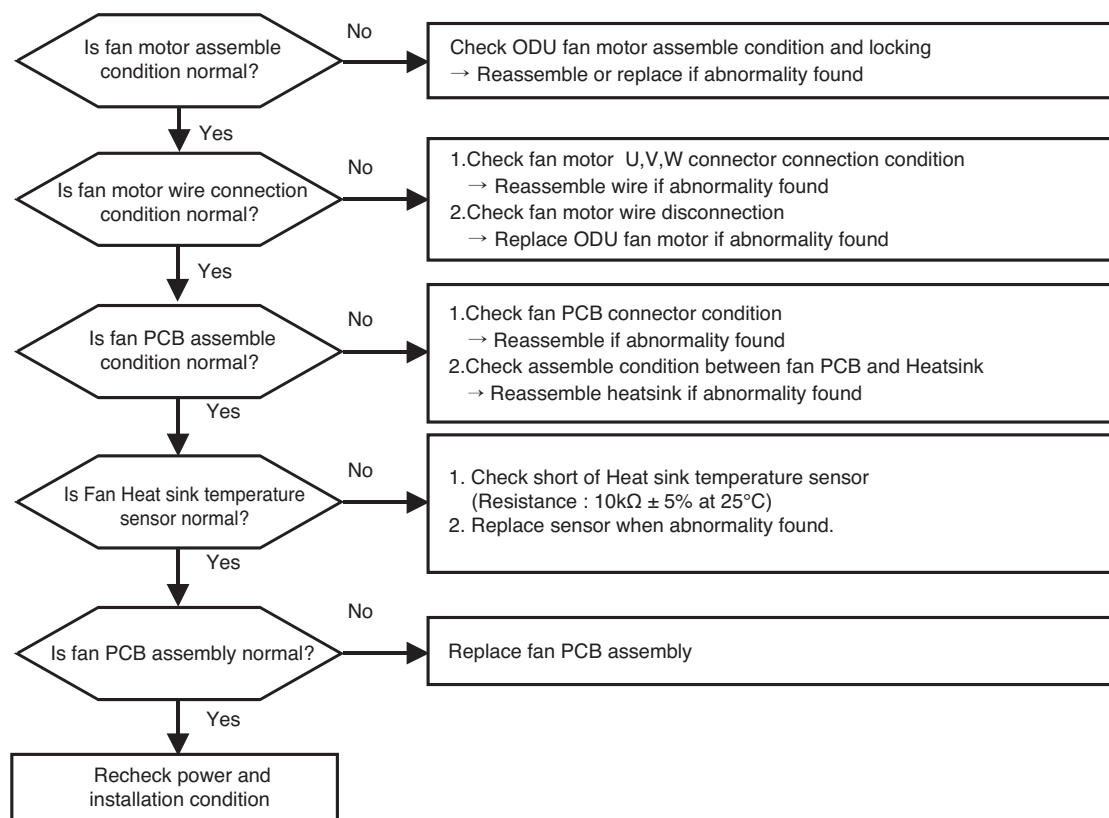 Is fan motor assemble
condition normal?
No
Check ODU fan motor assemble condition and locking
→ Reassemble or replace if abnormality found
Yes
Is fan motor wire connection
condition normal?
No
1.Check fan motor U,V,W connector connection condition
→ Reassemble wire if abnormality found
2.Check fan motor wire disconnection
→ Replace ODU fan motor if abnormality found
Yes
Is fan PCB assemble
condition normal?
No
1.Check fan PCB connector condition
→ Reassemble if abnormality found
2.Check assemble condition between fan PCB and Heatsink
→ Reassemble heatsink if abnormality found
Yes
Is Fan Heat sink temperature
sensor normal?
No
1. Check short of Heat sink temperature sensor
(Resistance : 10kΩ ± 5% at 25°C)
2. Replace sensor when abnormality found.
Yes
Is fan PCB assembly normal?
No
Replace fan PCB assembly
Yes
Recheck power and
installation condition